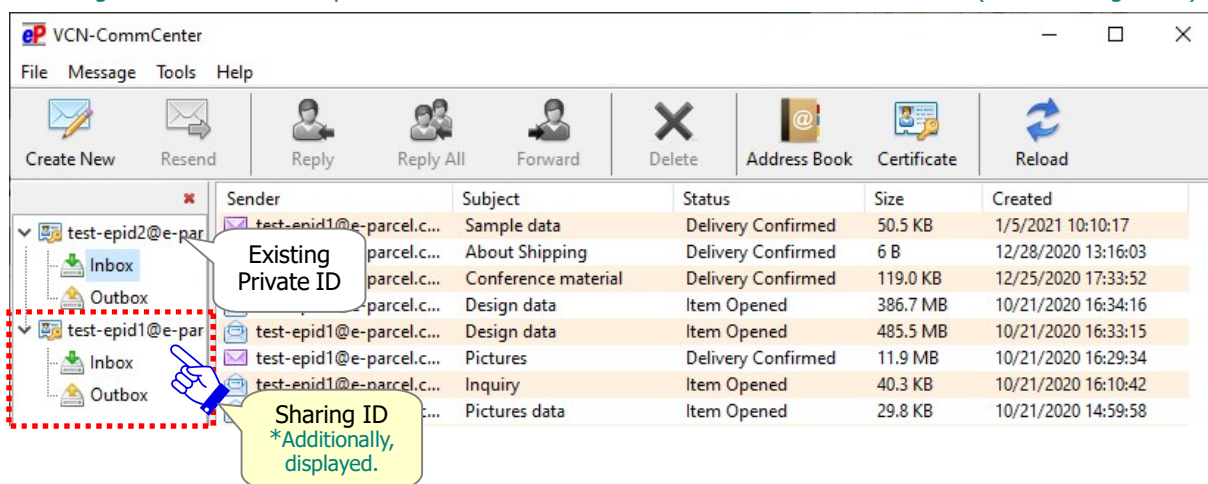 eP VCN-CommCenter
File Message Tools Help
Create New Resend Reply Reply All Forward Delete Address Book Certificate Reload
Sender Subject Status Size Created
test-epid2@e-par
Inbox
Outbox
test-epid1@e-par
Inbox
Outbox
test-epid1@e-parcel.c... Sample data Delivery Confirmed 50.5 KB 1/5/2021 10:10:17
parcel.c... About Shipping Delivery Confirmed 6 B 12/28/2020 13:16:03
parcel.c... Conference material Delivery Confirmed 119.0 KB 12/25/2020 17:33:52
parcel.c... Design data Item Opened 386.7 MB 10/21/2020 16:34:16
test-epid1@e-parcel.c... Design data Item Opened 485.5 MB 10/21/2020 16:33:15
test-epid1@e-parcel.c... Pictures Delivery Confirmed 11.9 MB 10/21/2020 16:29:34
test-epid1@e-parcel.c... Inquiry Item Opened 40.3 KB 10/21/2020 16:10:42
c... Pictures data Item Opened 29.8 KB 10/21/2020 14:59:58
Existing
Private ID
Sharing ID
*Additionally,
displayed.